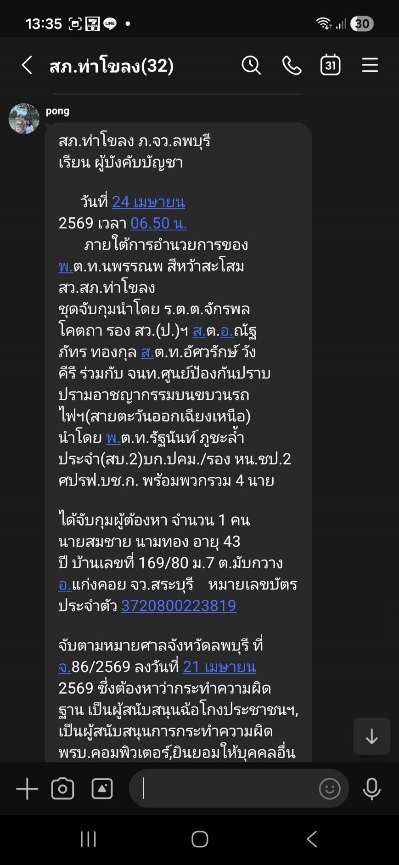 13:35
30
สภ.ท่าโขลง(32)
31
pong
สภ.ท่าโขลง ภ.จว.ลพบุรี
เรียน ผู้บังคับบัญชา
วันที่ 24 เมษายน
2569 เวลา 06.50 น.
ภายใต้การอำนวยการของ
พ.ต.ท.นพรรณพ สีหว้าสะโสม
สว.สภ.ท่าโขลง
ชุดจับกุมนำโดย ร.ต.ต.จักรพล
โคตถา รอง สว.(ป.)ฯ ส.ต.อ.ณัฐ
ภัทร ทองกุล ส.ต.ท.อัศวรักษ์ วัง
คีรี ร่วมกับ จนท.ศูนย์ป้องกันปราบ
ปรามอาชญากรรมบนขบวนรถ
ไฟฯ(สายตะวันออกเฉียงเหนือ)
นำโดย พ.ต.ท.รัฐนันท์ ภูชะล้ำ
ประจำ(สบ.2)บก.ปคม./รอง หน.ชป.2
ศปรฟ.บช.ก. พร้อมพวกรวม 4 นาย
ได้จับกุมผู้ต้องหา จำนวน 1 คน
นายสมชาย นามทอง อายุ 43
ปี บ้านเลขที่ 169/80 ม.7 ต.มับกวาง
อ.แก่งคอย จว.สระบุรี หมายเลขบัตร
ประจำตัว 3720800223819
จับตามหมายศาลจังหวัดลพบุรี ที่
จ.86/2569 ลงวันที่ 21 เมษายน
2569 ซึ่งต้องหาว่ากระทำความผิด
ฐาน เป็นผู้สนับสนุนฉ้อโกงประชาชนฯ,
เป็นผู้สนับสนุนการกระทำความผิด
พรบ.คอมพิวเตอร์,ยินยอมให้บุคคลอื่น